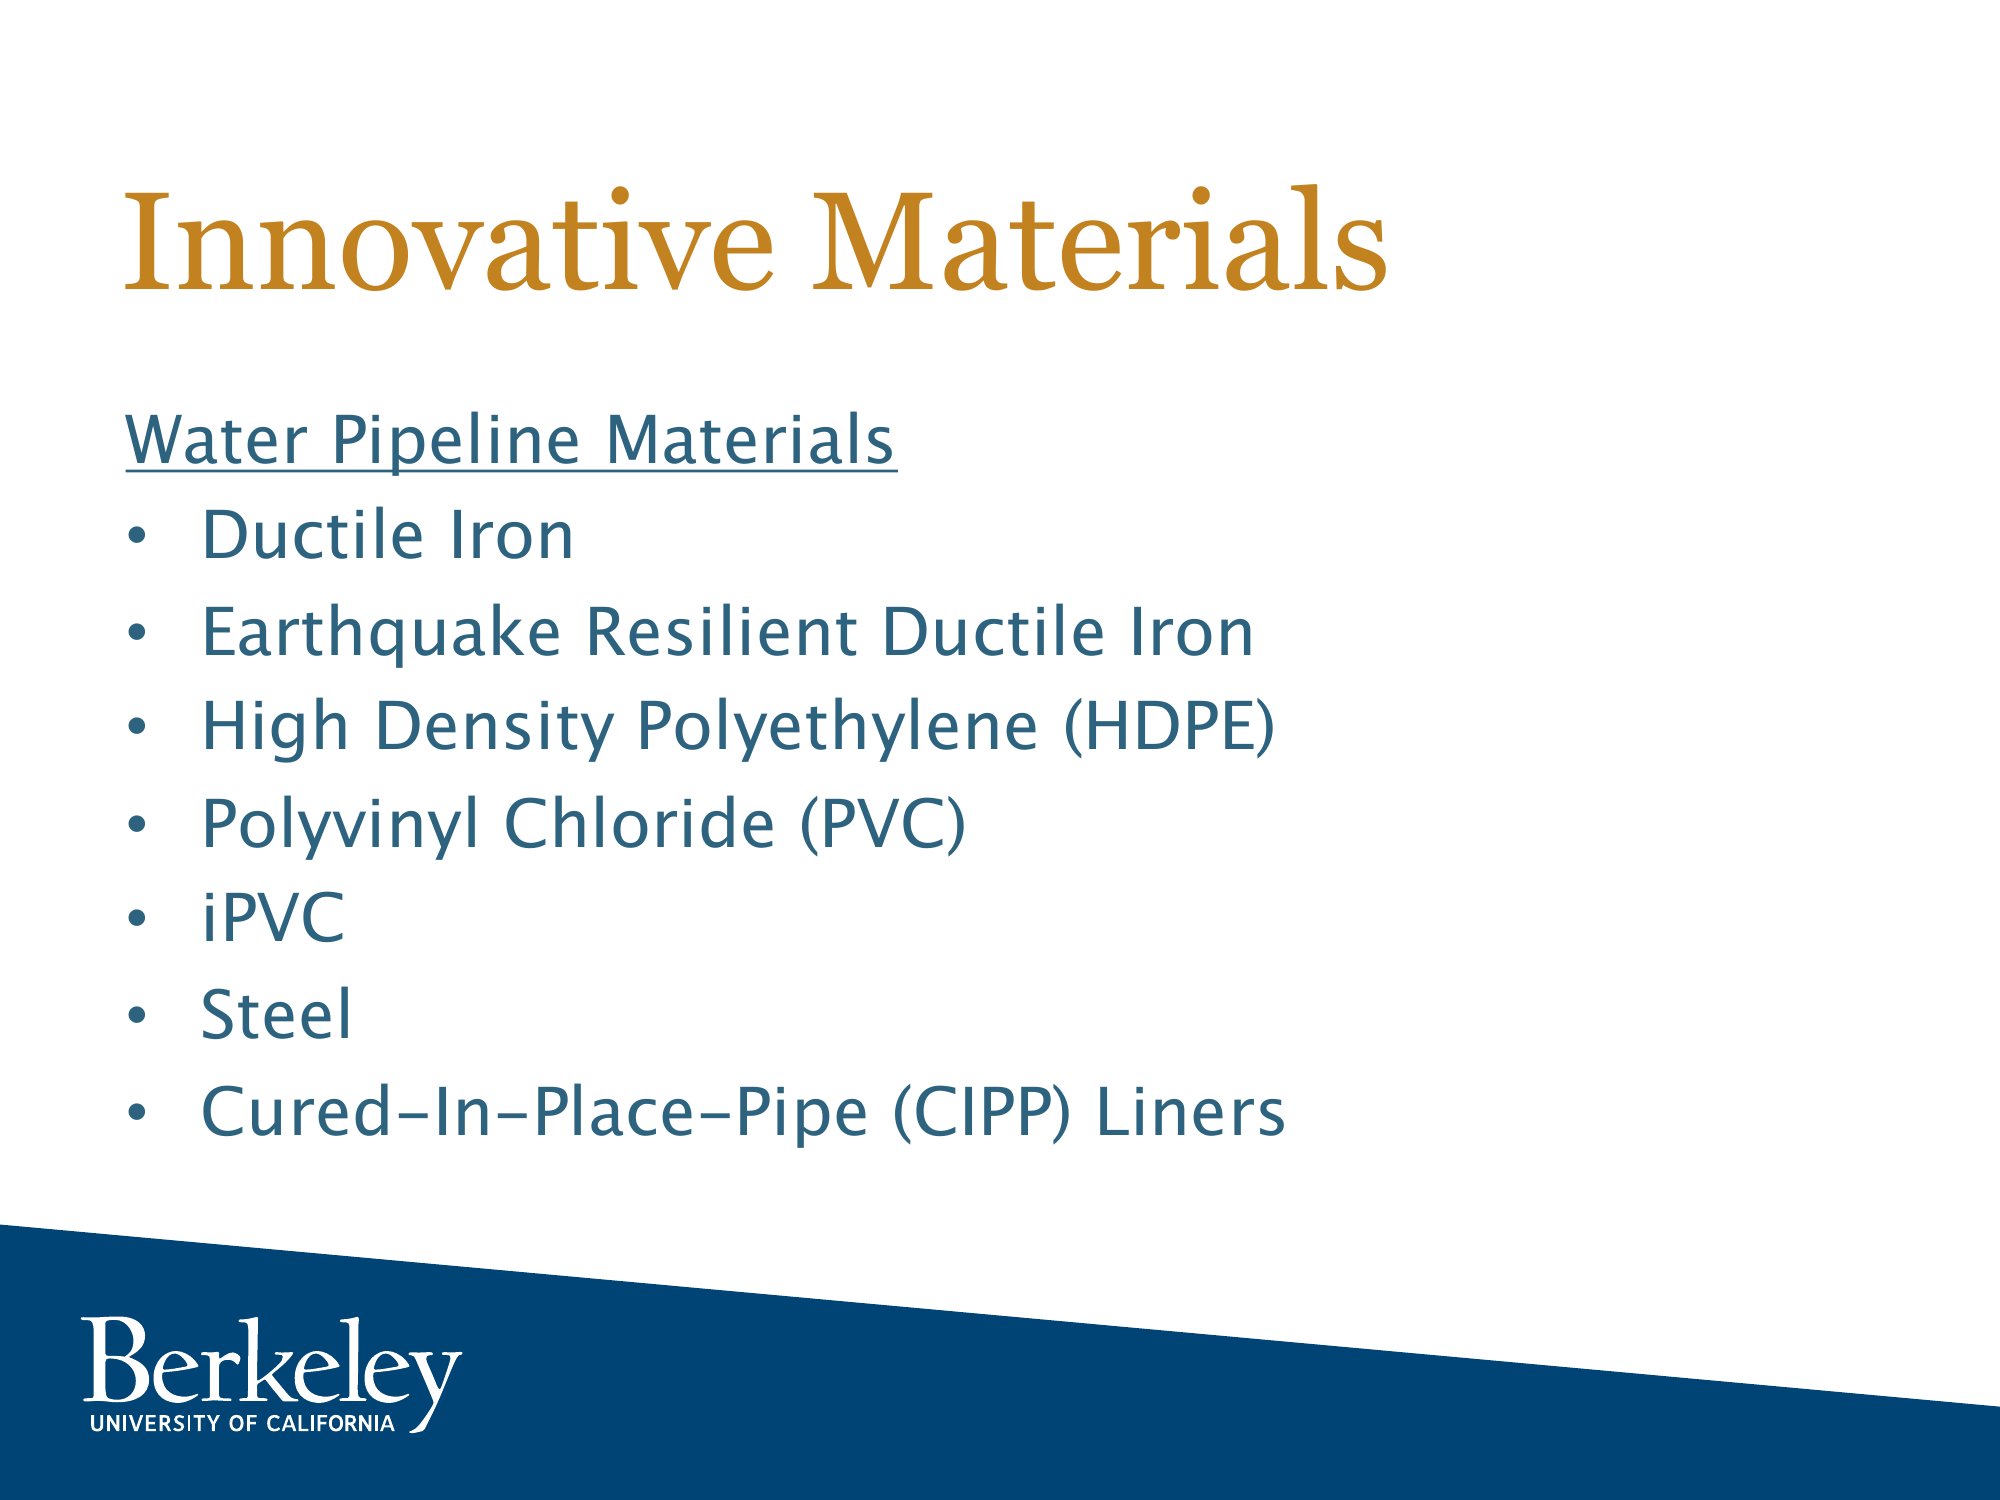 Innovative Materials
Water Pipeline Materials
• Ductile Iron
• Earthquake Resilient Ductile Iron
• High Density Polyethylene (HDPE)
• Polyvinyl Chloride (PVC)
• iPVC
• Steel
• Cured-In-Place-Pipe (CIPP) Liners
Berkeley
UNIVERSITY OF CALIFORNIA